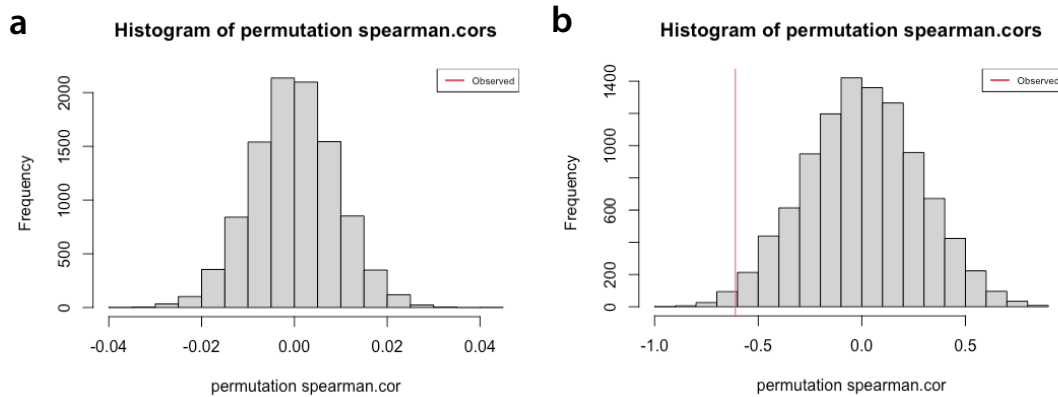 a
Histogram of permutation spearman.cors
Observed
Frequency
2000
1500
1000
500
0
-0.04
-0.02
0.00
0.02
0.04
permutation spearman.cor
b
Histogram of permutation spearman.cors
Observed
Frequency
1400
1000
600
200
0
-1.0
-0.5
0.0
0.5
permutation spearman.cor